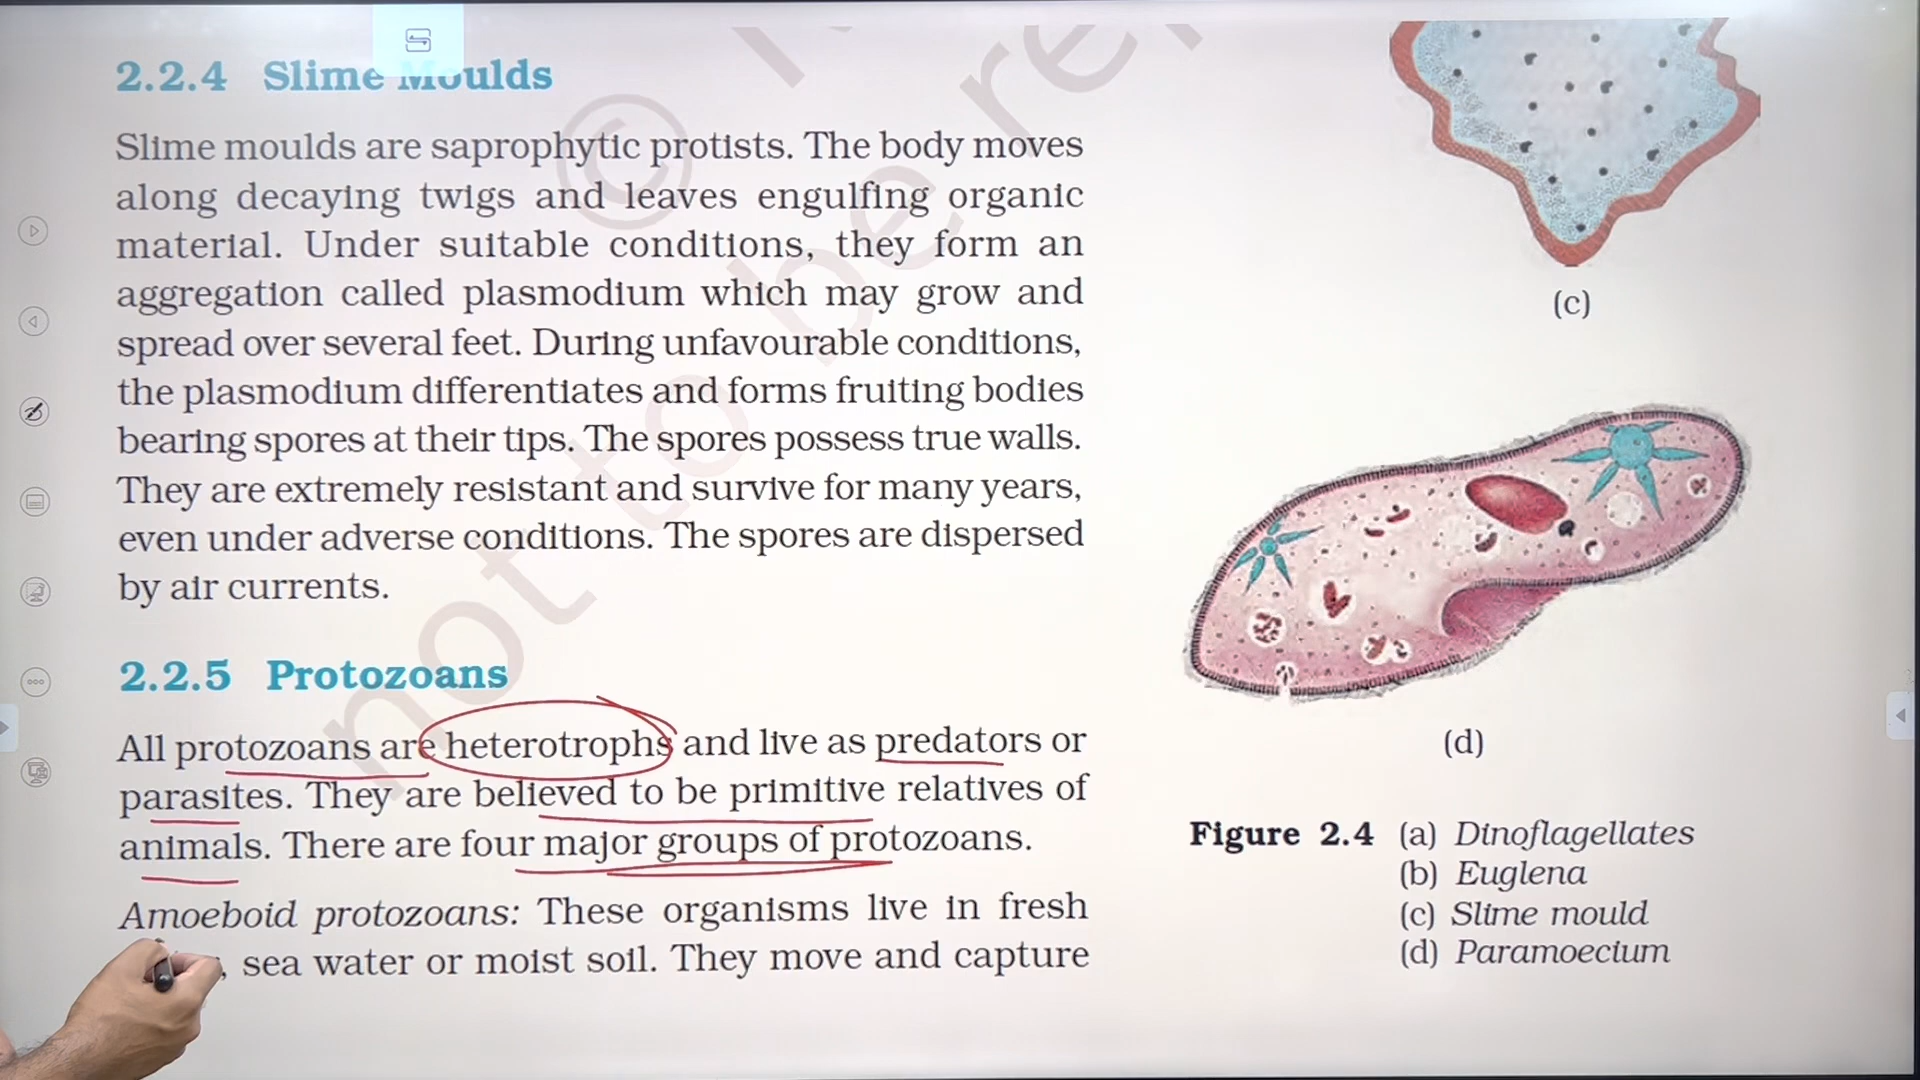 2.2.4 Slime Moulds
Slime moulds are saprophytic protists. The body moves
along decaying twigs and leaves engulfing organic
material. Under suitable conditions, they form an
aggregation called plasmodium which may grow and
spread over several feet. During unfavourable conditions,
the plasmodium differentiates and forms fruiting bodies
bearing spores at their tips. The spores possess true walls.
They are extremely resistant and survive for many years,
even under adverse conditions. The spores are dispersed
by air currents.
2.2.5 Protozoans
All protozoans are heterotrophs and live as predators or
parasites. They are believed to be primitive relatives of
animals. There are four major groups of protozoans.
Amoeboid protozoans: These organisms live in fresh
, sea water or moist soil. They move and capture
(c)
(d)
Figure 2.4 (a) Dinoflagellates
(b) Euglena
(c) Slime mould
(d) Paramoecium
© 
not to be re